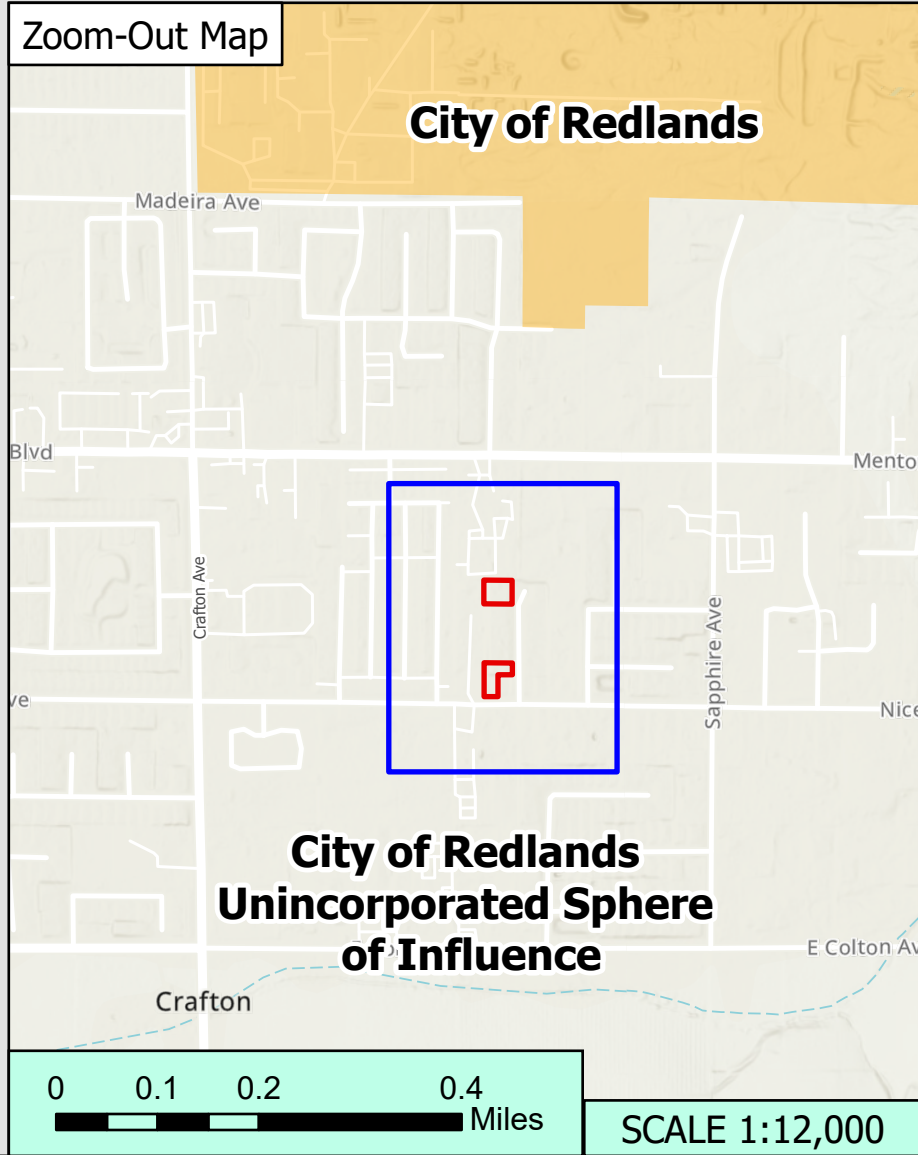 Zoom-Out Map
City of Redlands
Madeira Ave
Blvd
Mento
Crafton Ave
Sapphire Ave
ve
Nice
City of Redlands
Unincorporated Sphere
of Influence
E Colton Av
Crafton
0 0.1 0.2 0.4
Miles
SCALE 1:12,000